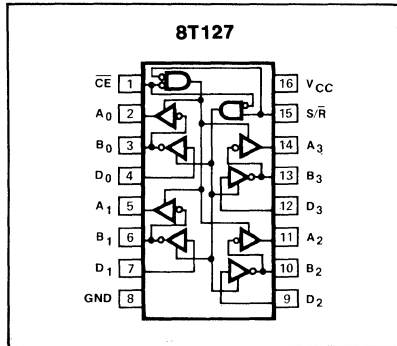 8T127
C̅E̅ 1 16 VCC
A0 2 15 S/R̅
B0 3 14 A3
D0 4 13 B3
A1 5 12 D3
B1 6 11 A2
D1 7 10 B2
GND 8 9 D2